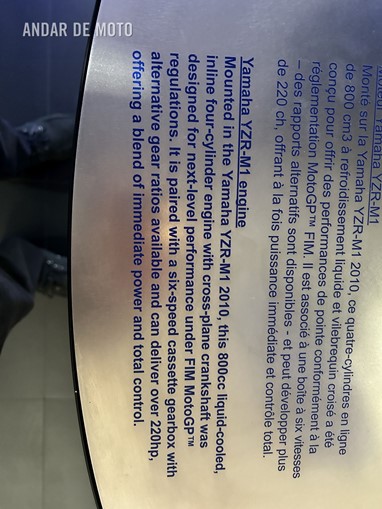 ANDAR DE MOTO
Yamaha YZR-M1
Monté sur la Yamaha YZR-M1 2010, ce quatre-cylindres en ligne
de 800 cm3 à refroidissement liquide et vilebrequin croisé a été
conçu pour offrir des performances de pointe conformément à la
réglementation MotoGP™ FIM. Il est associé à une boîte à six vitesses
– des rapports alternatifs sont disponibles - et peut développer plus
de 220 ch, offrant à la fois puissance immédiate et contrôle total.
Yamaha YZR-M1 engine
Mounted in the Yamaha YZR-M1 2010, this 800cc liquid-cooled,
inline four-cylinder engine with cross-plane crankshaft was
designed for next-level performance under FIM MotoGP™
regulations. It is paired with a six-speed cassette gearbox with
alternative gear ratios available and can deliver over 220hp,
offering a blend of immediate power and total control.